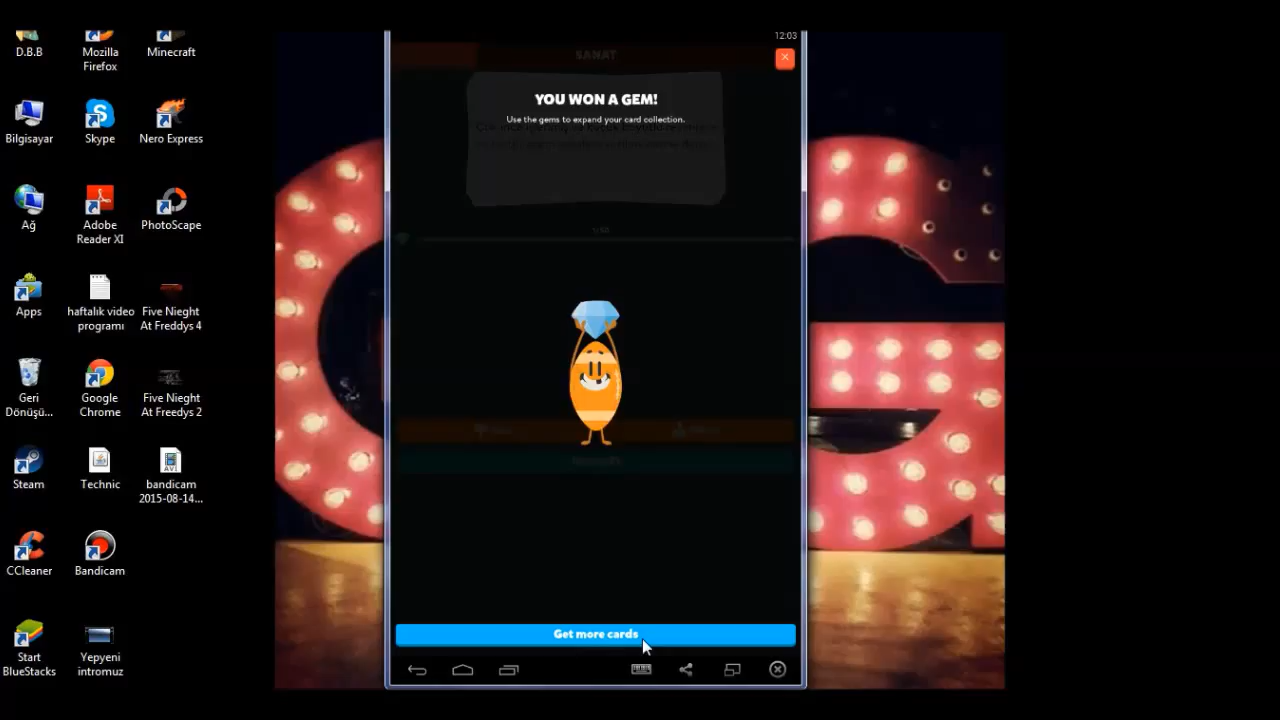 D.B.B
Mozilla
Firefox
Minecraft
Bilgisayar
Skype
Nero Express
Ağ
Adobe
Reader XI
PhotoScape
Apps
haftalık video
programı
Five Nieght
At Freddys 4
Geri
Dönüşü...
Google
Chrome
Five Nieght
At Freedys 2
Steam
Technic
bandicam
2015-08-14...
CCleaner
Bandicam
Start
BlueStacks
Yepyeni
intromuz
12:03
SANAT
YOU WON A GEM!
Use the gems to expand your card collection.
Get more cards